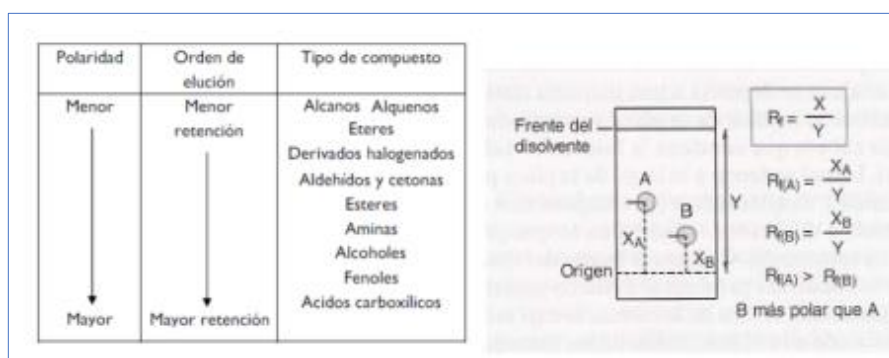 Polaridad
Orden de
elución
Tipo de compuesto
Menor
Mayor
Menor
retención
Mayor retención
Alcanos Alquenos
Eteres
Derivados halogenados
Aldehídos y cetonas
Esteres
Aminas
Alcoholes
Fenoles
Acidos carboxílicos
Frente del
disolvente
A
B
Y
XA
XB
Origen
Rf = X / Y
Rf(A) = XA / Y
Rf(B) = XB / Y
Rf(A) > Rf(B)
B más polar que A